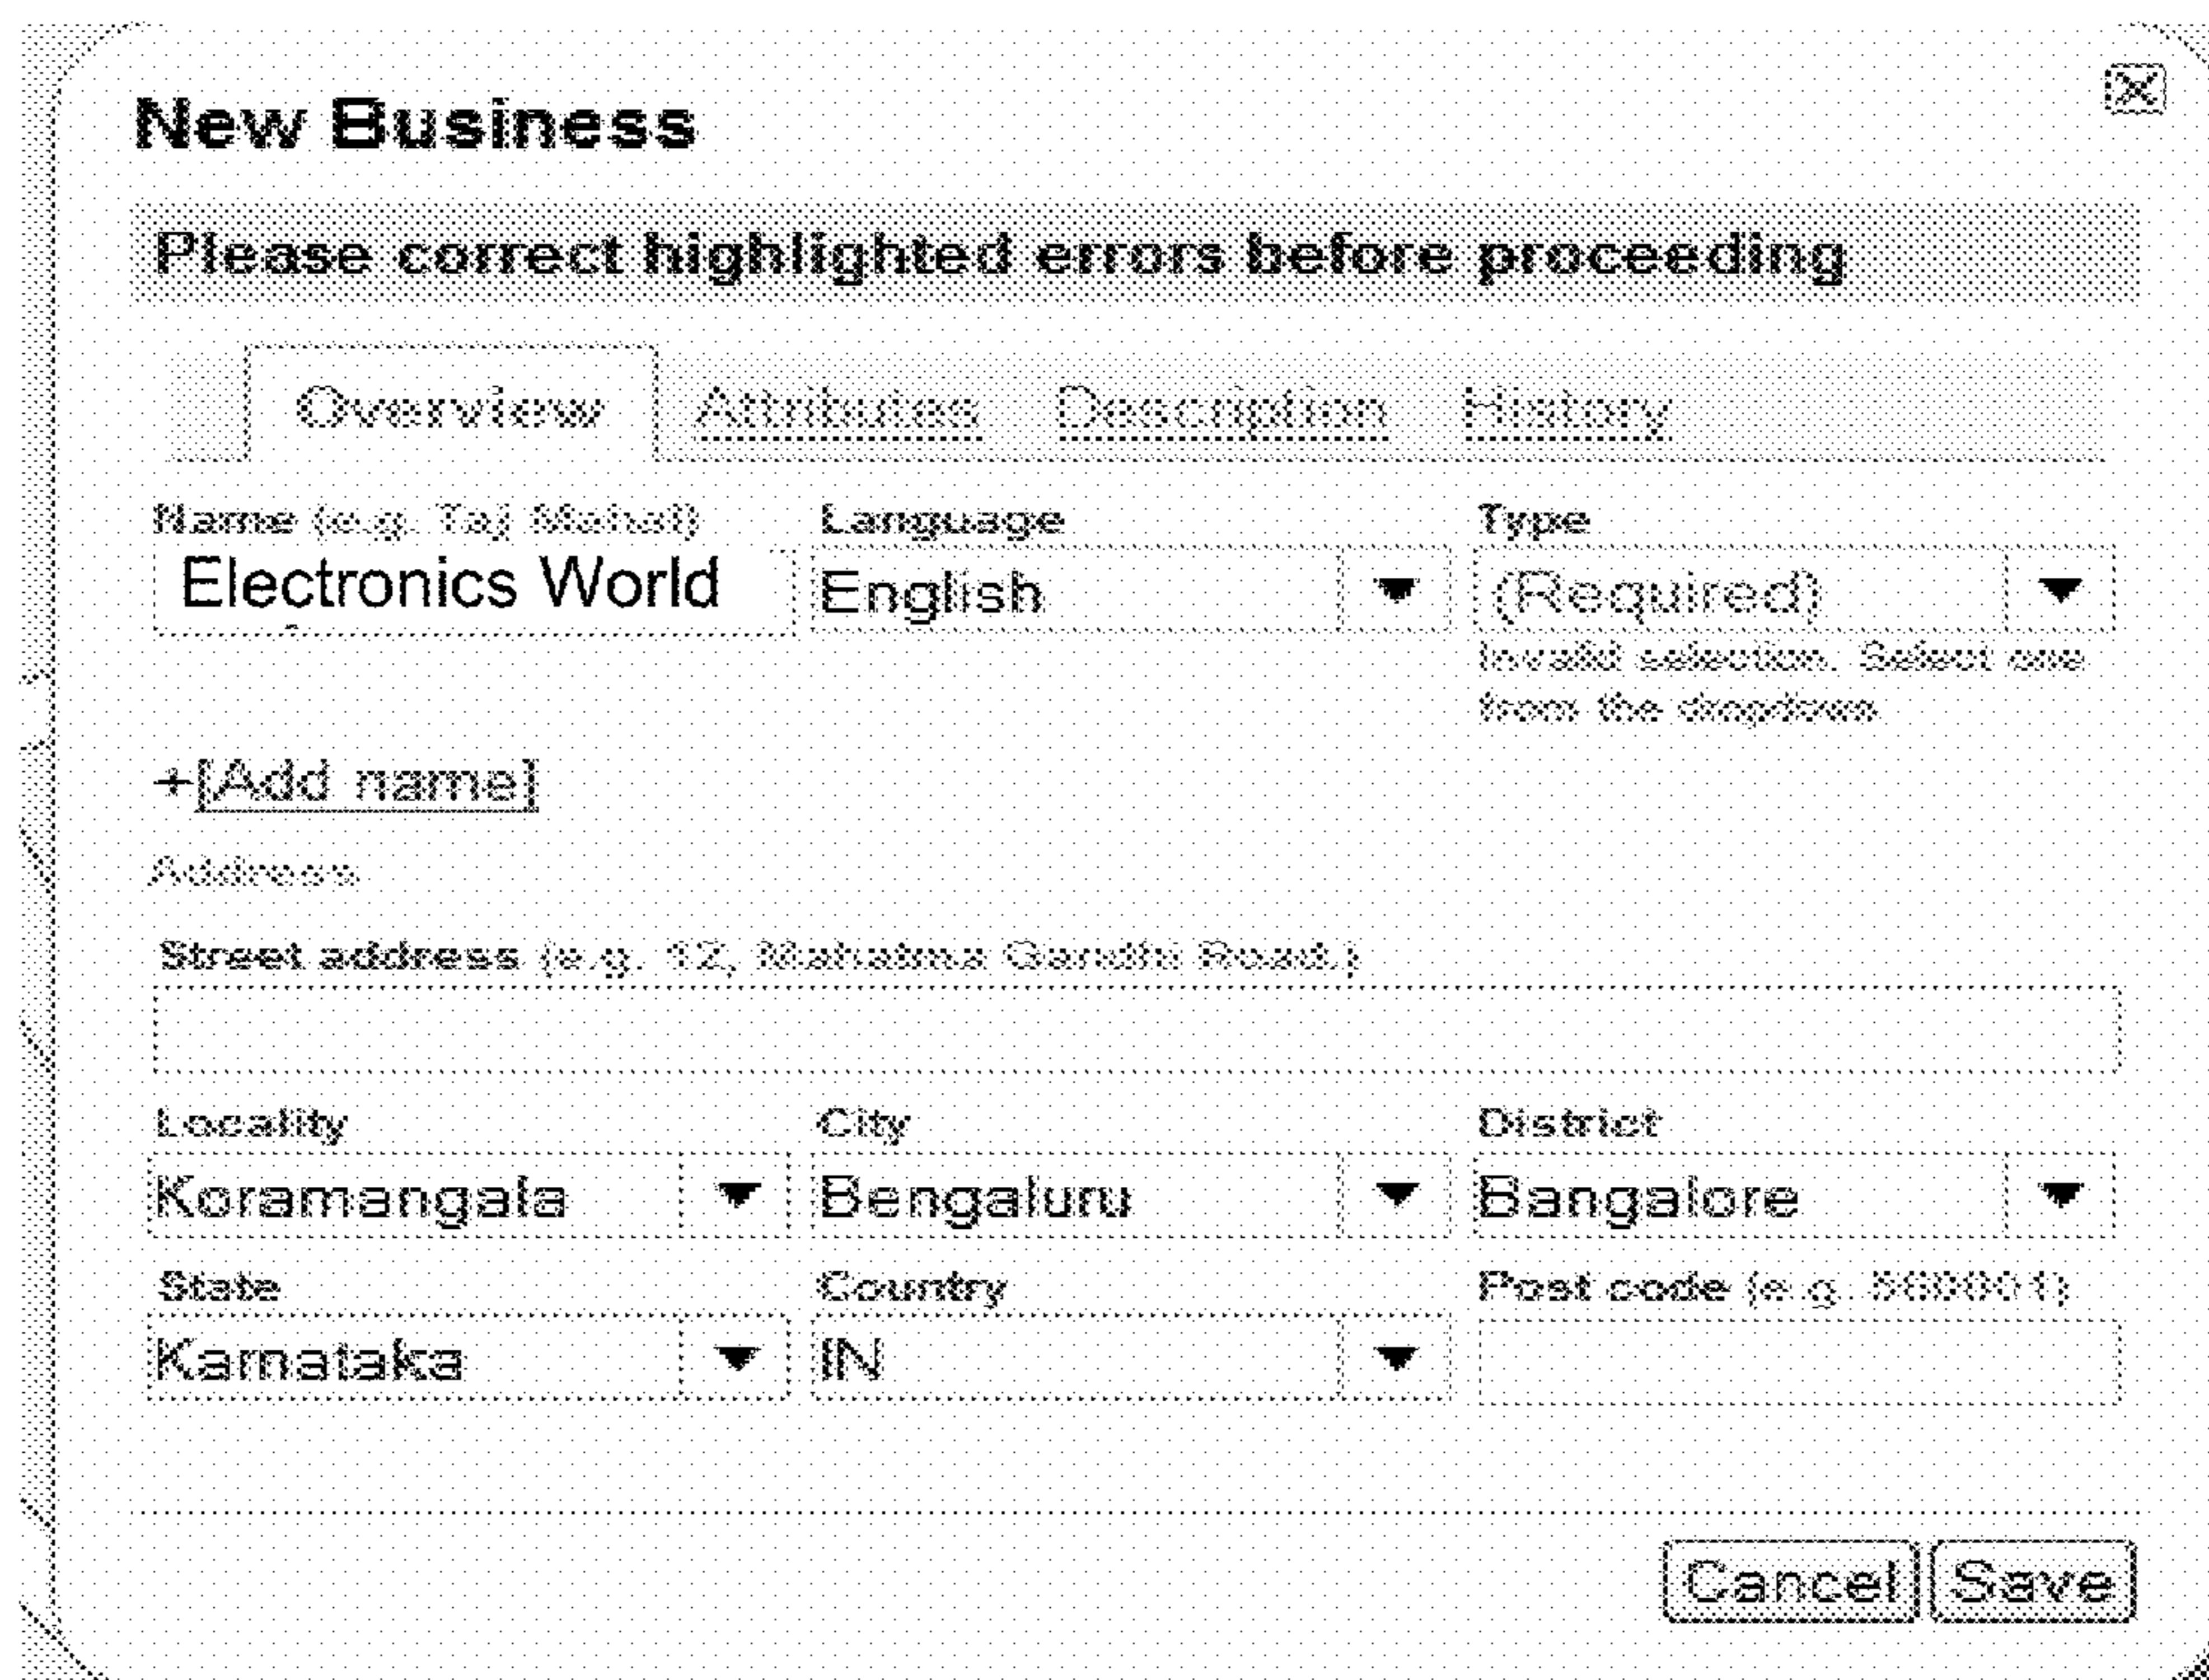 New Business
Please correct highlighted errors before proceeding
Overview Attributes Description History
Name (e.g. Taj Mahal) Language Type
Electronics World English (Required)
Invalid selection. Select one
from the dropdown
+[Add name]
Address
Street address (e.g. 12, Mahatma Gandhi Road.)
Locality City District
Koramangala Bengaluru Bangalore
State Country Post code (e.g. 560001)
Karnataka IN
Cancel Save